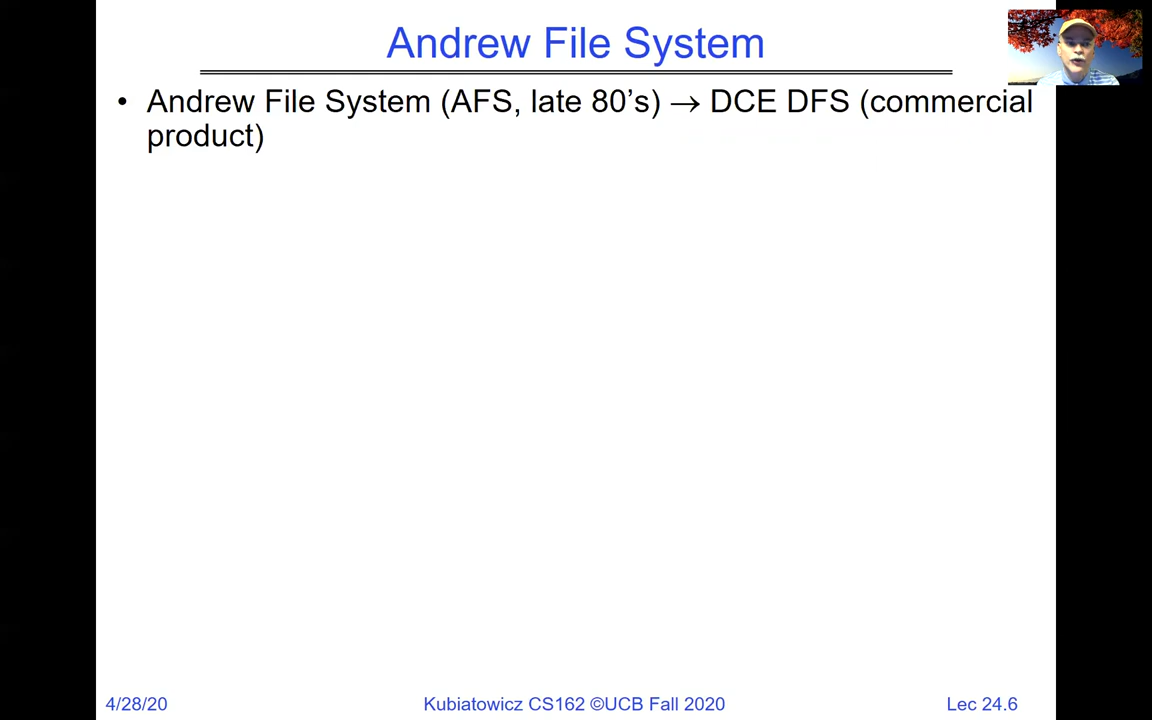 Andrew File System
• Andrew File System (AFS, late 80’s) → DCE DFS (commercial
product)
4/28/20
Kubiatowicz CS162 ©UCB Fall 2020
Lec 24.6